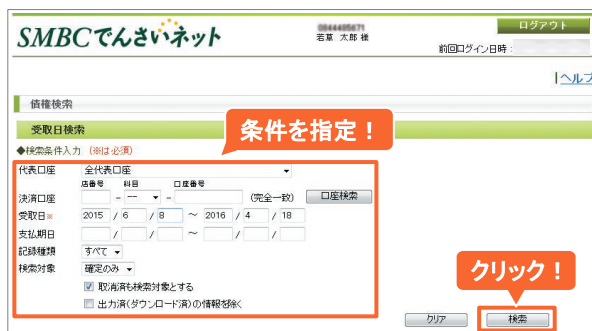 SMBCでんさいネット
若草 太郎 様
ログアウト
前回ログイン日時:
|ヘルプ
債権検索
受取日検索
条件を指定！
◆検索条件入力 (※は必須)
代表口座 全代表口座
店番号 科目 口座番号
決済口座 - -- - (完全一致) 口座検索
受取日※ 2015 / 6 / 8 ～ 2016 / 4 / 18
支払期日 / / ～ / /
記録種類 すべて
検索対象 確定のみ
取消済も検索対象とする
出力済(ダウンロード済)の情報を除く
クリック！
クリア 検索